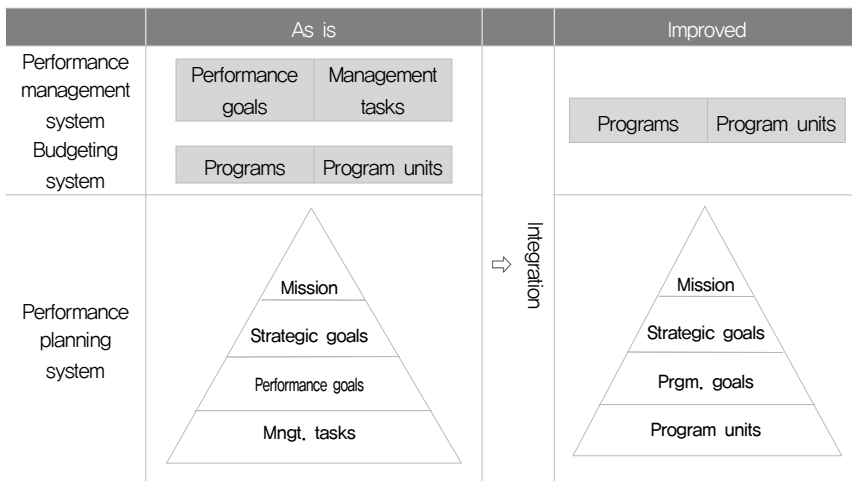 As is
Improved
Performance
management
system
Performance
goals
Management
tasks
Programs
Program units
Budgeting
system
Programs
Program units
Performance
planning
system
Mission
Strategic goals
Performance goals
Mngt. tasks
⇨
Integration
Mission
Strategic goals
Prgm. goals
Program units